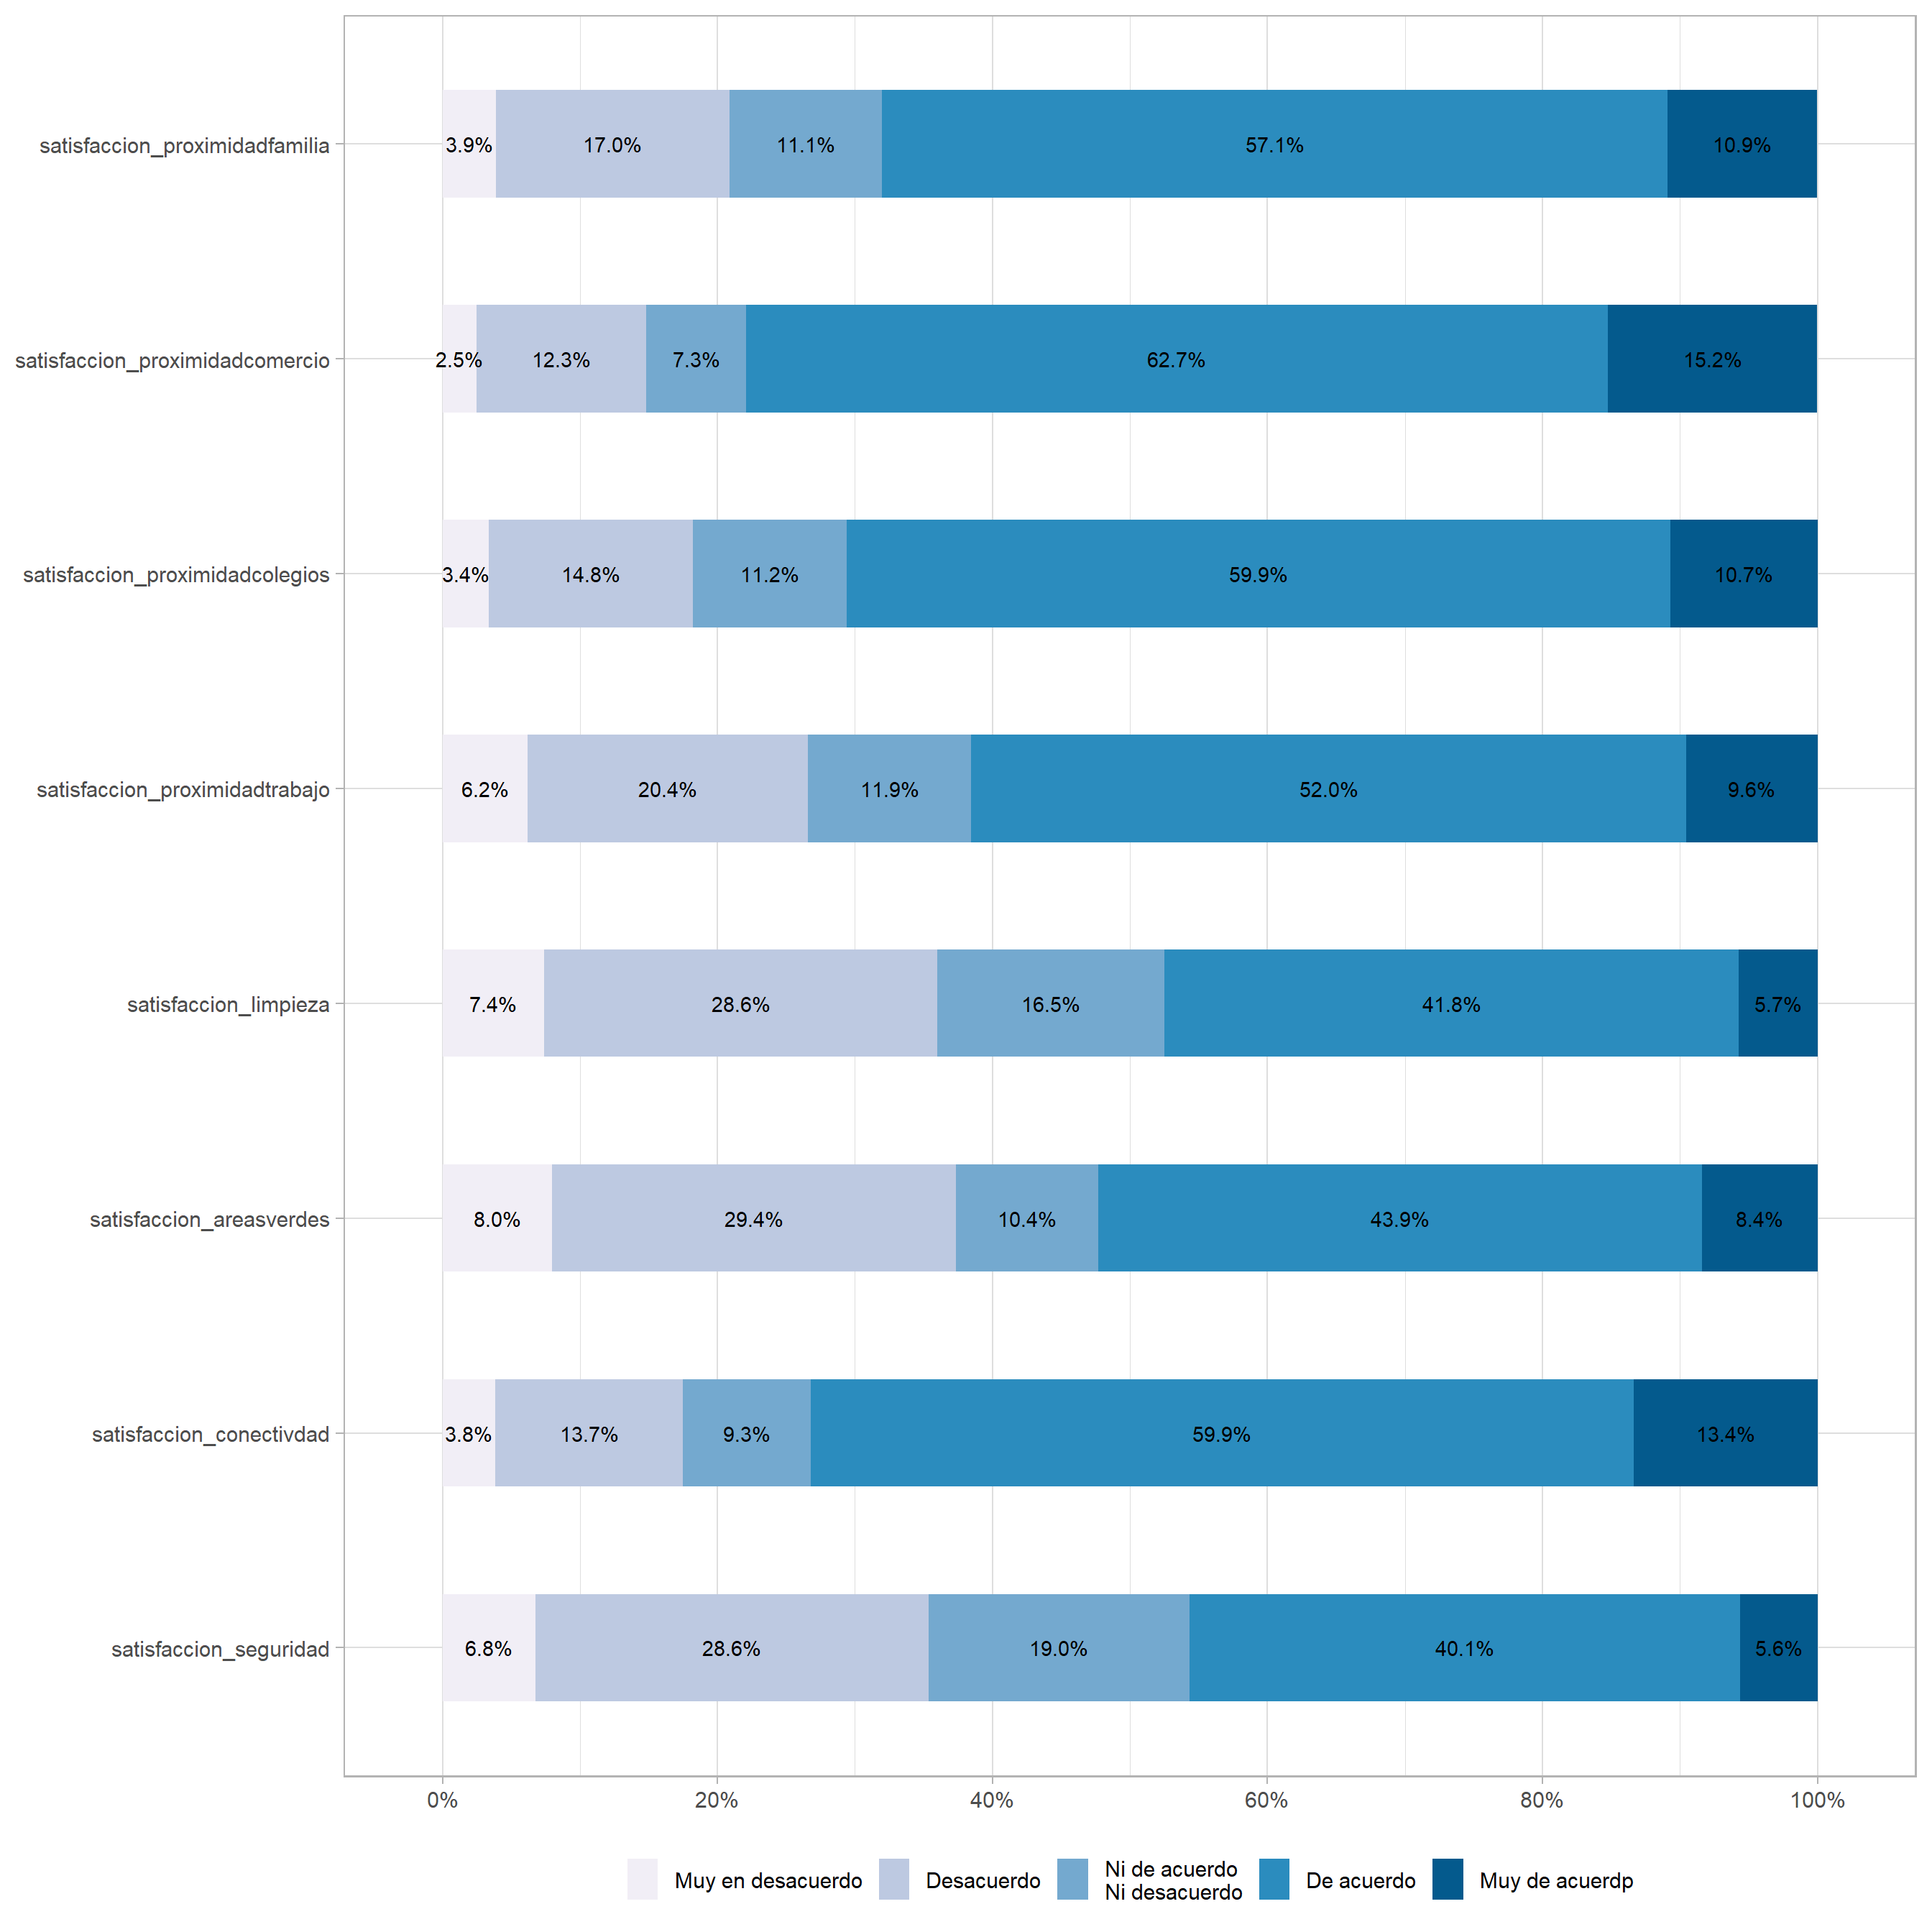 satisfaccion_proximidadfamilia
3.9% 17.0% 11.1% 57.1% 10.9%
satisfaccion_proximidadcomercio
2.5% 12.3% 7.3% 62.7% 15.2%
satisfaccion_proximidadcolegios
3.4% 14.8% 11.2% 59.9% 10.7%
satisfaccion_proximidadtrabajo
6.2% 20.4% 11.9% 52.0% 9.6%
satisfaccion_limpieza
7.4% 28.6% 16.5% 41.8% 5.7%
satisfaccion_areasverdes
8.0% 29.4% 10.4% 43.9% 8.4%
satisfaccion_conectivdad
3.8% 13.7% 9.3% 59.9% 13.4%
satisfaccion_seguridad
6.8% 28.6% 19.0% 40.1% 5.6%
0% 20% 40% 60% 80% 100%
Muy en desacuerdo
Desacuerdo
Ni de acuerdo
Ni desacuerdo
De acuerdo
Muy de acuerdp